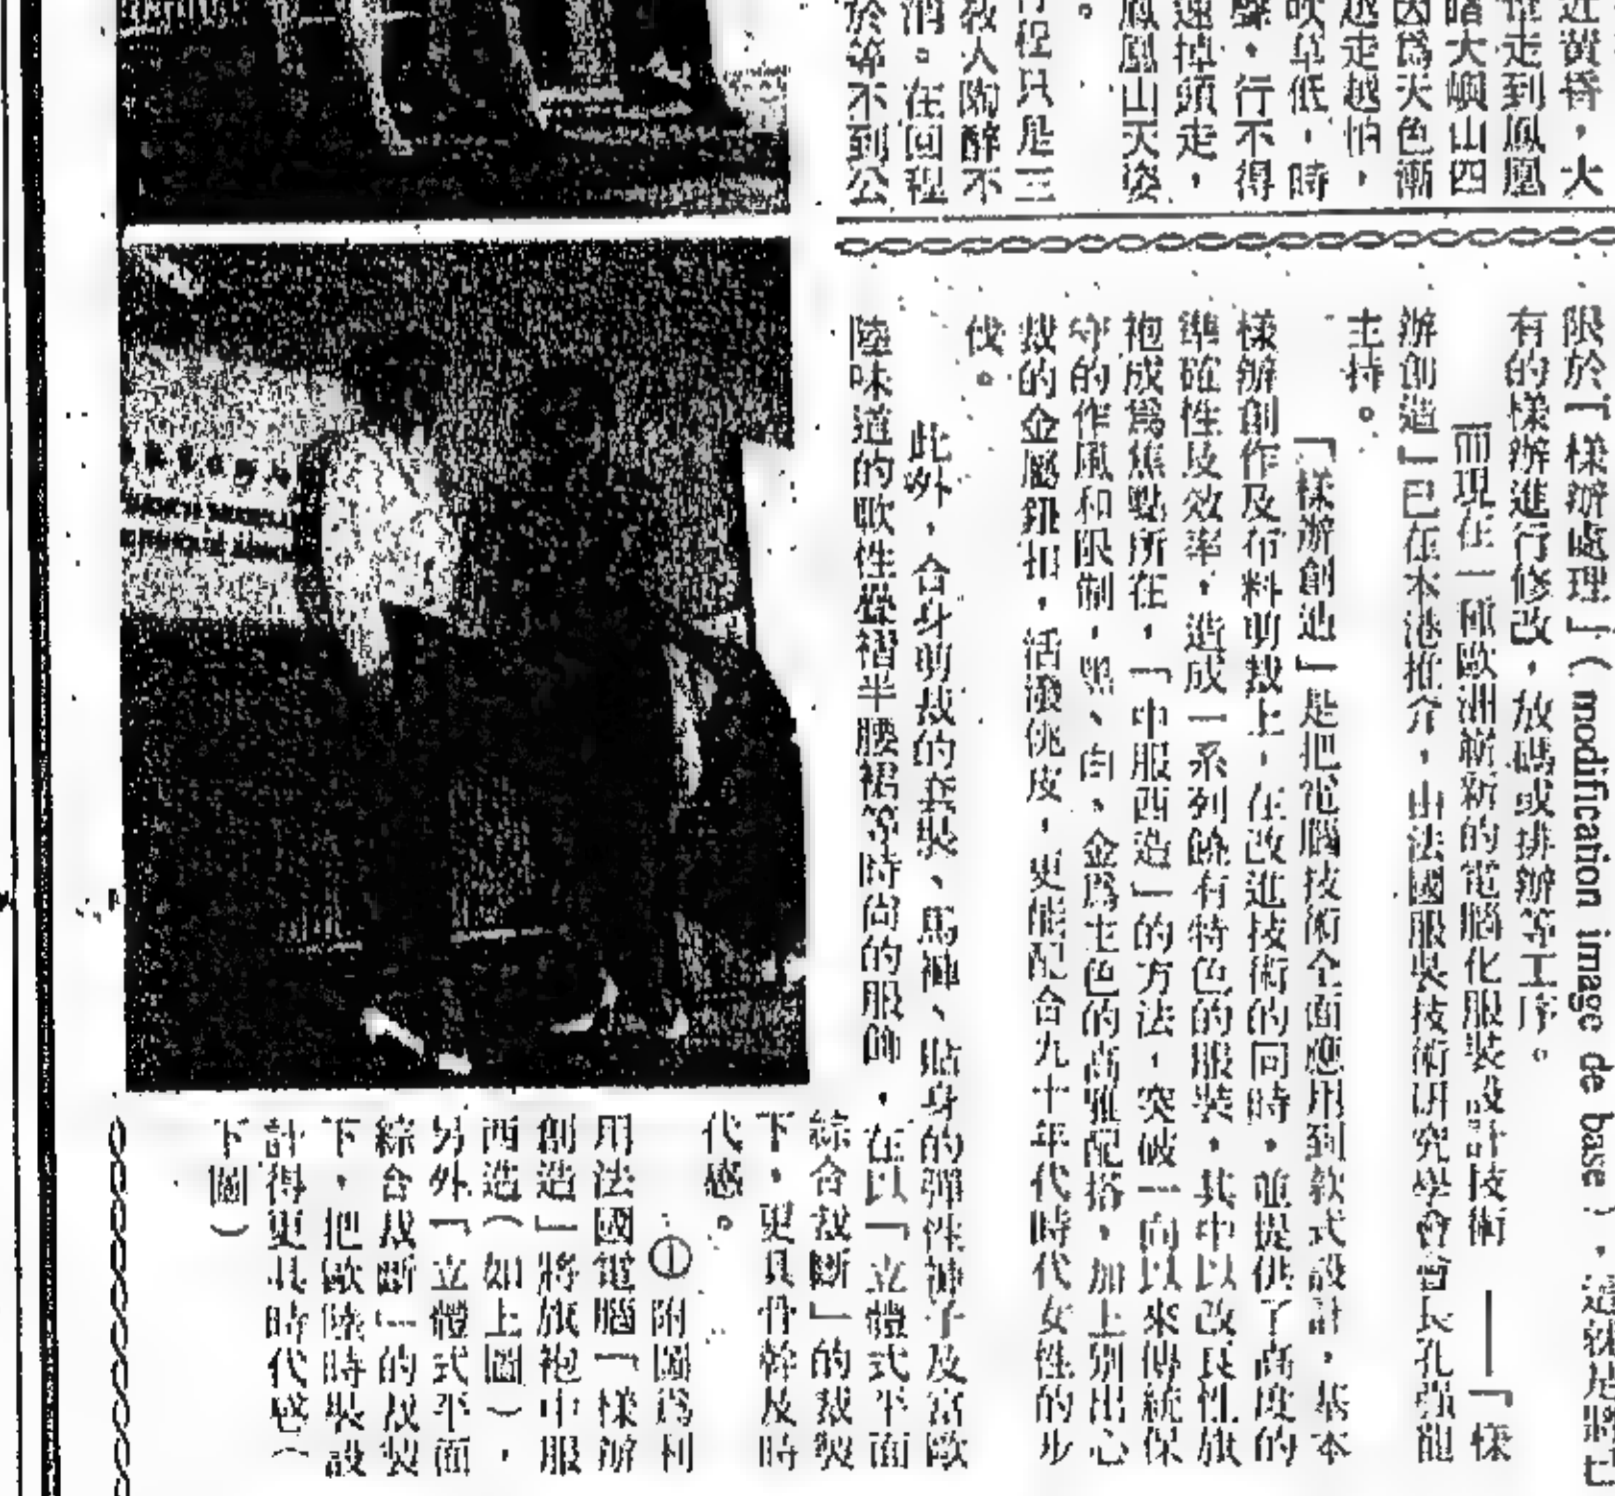 近黃昏，大
走到鳳凰
暗大嶼山四
因爲天色漸
越走越怕，
吹草低，時
聲，行不得
速掉頭走，
鳳凰山天姿
。
行程只是三
教人陶醉不
消。在回程
於等不到公
限於「樣辦處理」（modification image de base），這就是將已
有的樣辦進行修改，放碼或排辦等工序。
而現在一種歐洲嶄新的電腦化服裝設計技術——「樣
辦創造」已在本港推介，由法國服裝技術研究學會會長孔強龍
主持。
「樣辦創造」是把電腦技術全面應用到款式設計，基本
樣辦創作及布料剪裁上，在改進技術的同時，並提供了高度的
準確性及效率，造成一系列饒有特色的服裝，其中以改良性旗
袍成爲焦點所在，「中服西造」的方法，突破一向以來傳統保
守的作風和限制，黑、白、金爲主色的高雅配搭，加上別出心
裁的金屬鈕扣，活潑佻皮，更能配合九十年代時代女性的步
伐。
此外，合身剪裁的套裝、馬褲、貼身的彈性褲子及富歐
陸味道的軟性疊褶半腰裙等時尚的服飾，在以「立體式平面
綜合裁斷」的裁製
下，更具骨幹及時
代感。
①附圖爲利
用法國電腦「樣辦
創造」將旗袍中服
西造（如上圖），
另外「立體式平面
綜合裁斷」的裁製
下，把歐陸時裝設
計得更具時代感（
下圖）